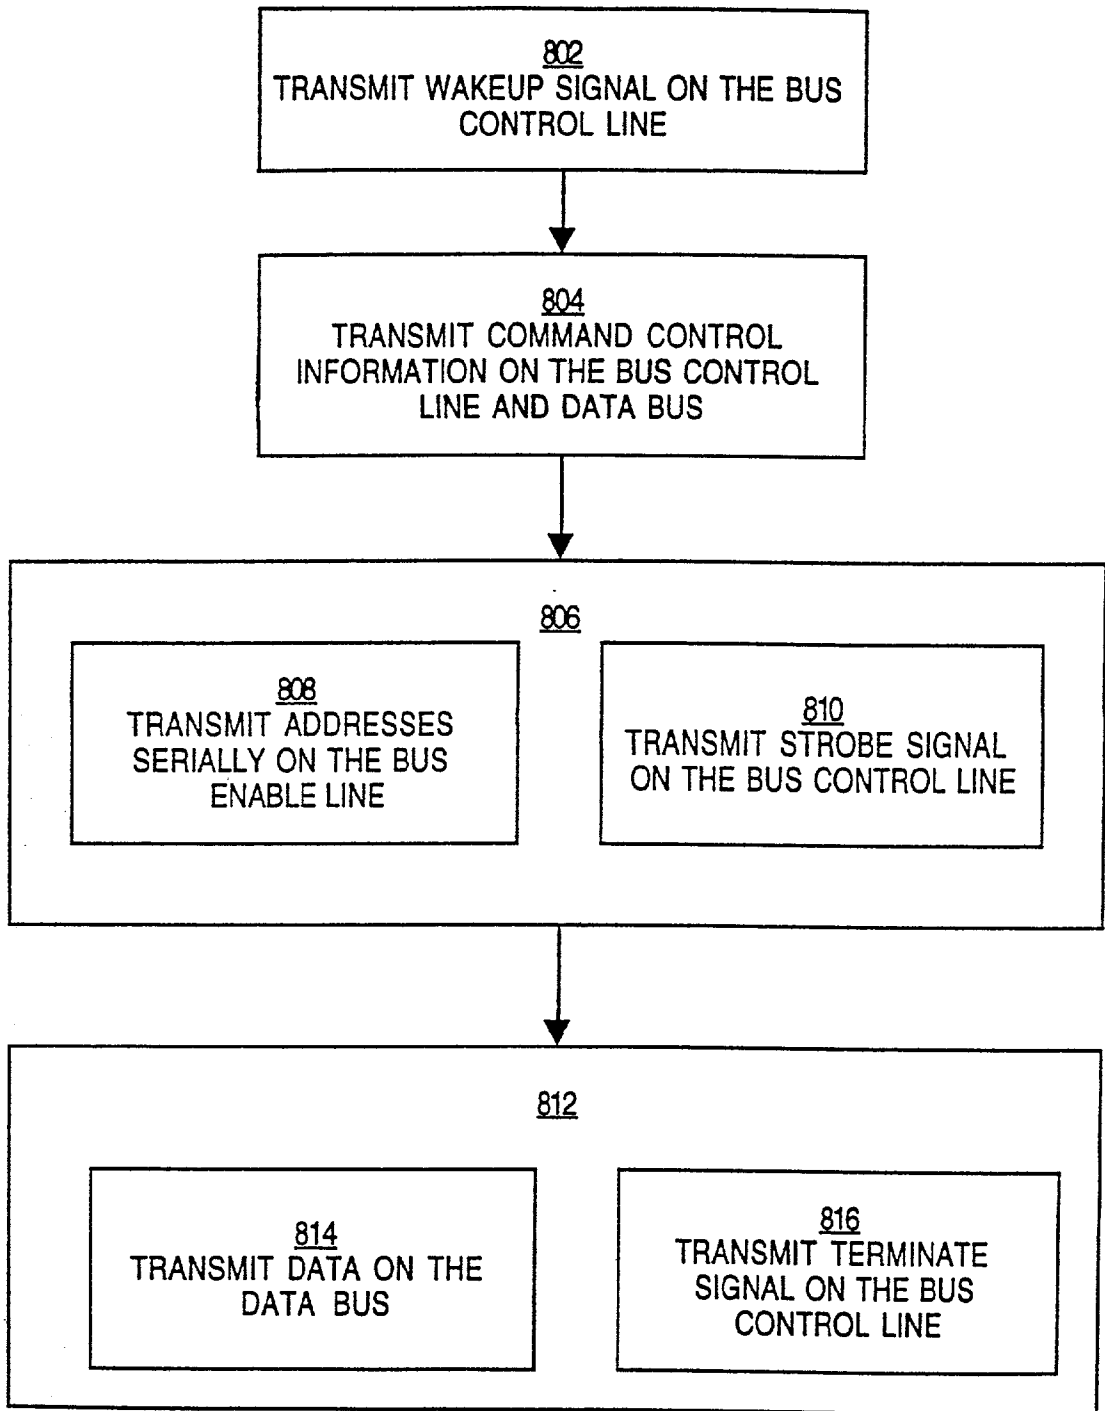 802
TRANSMIT WAKEUP SIGNAL ON THE BUS
CONTROL LINE
804
TRANSMIT COMMAND CONTROL
INFORMATION ON THE BUS CONTROL
LINE AND DATA BUS
806
808
TRANSMIT ADDRESSES
SERIALLY ON THE BUS
ENABLE LINE
810
TRANSMIT STROBE SIGNAL
ON THE BUS CONTROL LINE
812
814
TRANSMIT DATA ON THE
DATA BUS
816
TRANSMIT TERMINATE
SIGNAL ON THE BUS
CONTROL LINE